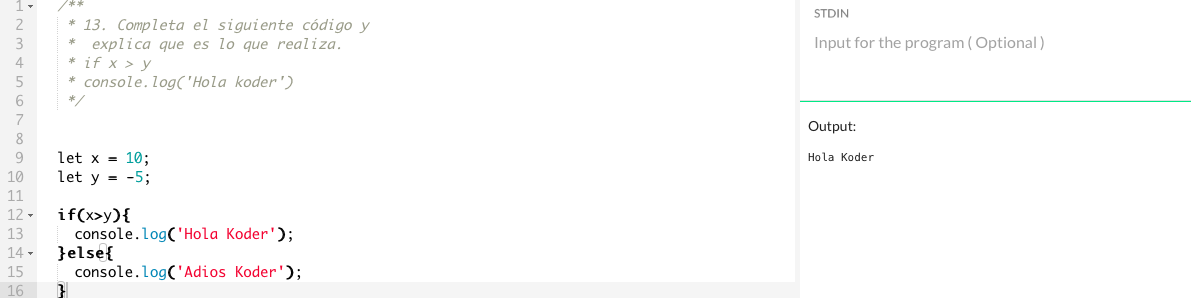 1 /**
2 * 13. Completa el siguiente código y
3 *  explica que es lo que realiza.
4 * if x > y
5 * console.log('Hola koder')
6 */
7
8
9 let x = 10;
10 let y = -5;
11
12 if(x>y){
13 console.log('Hola Koder');
14 }else{
15 console.log('Adios Koder');
16 }
STDIN
Input for the program ( Optional )
Output:
Hola Koder